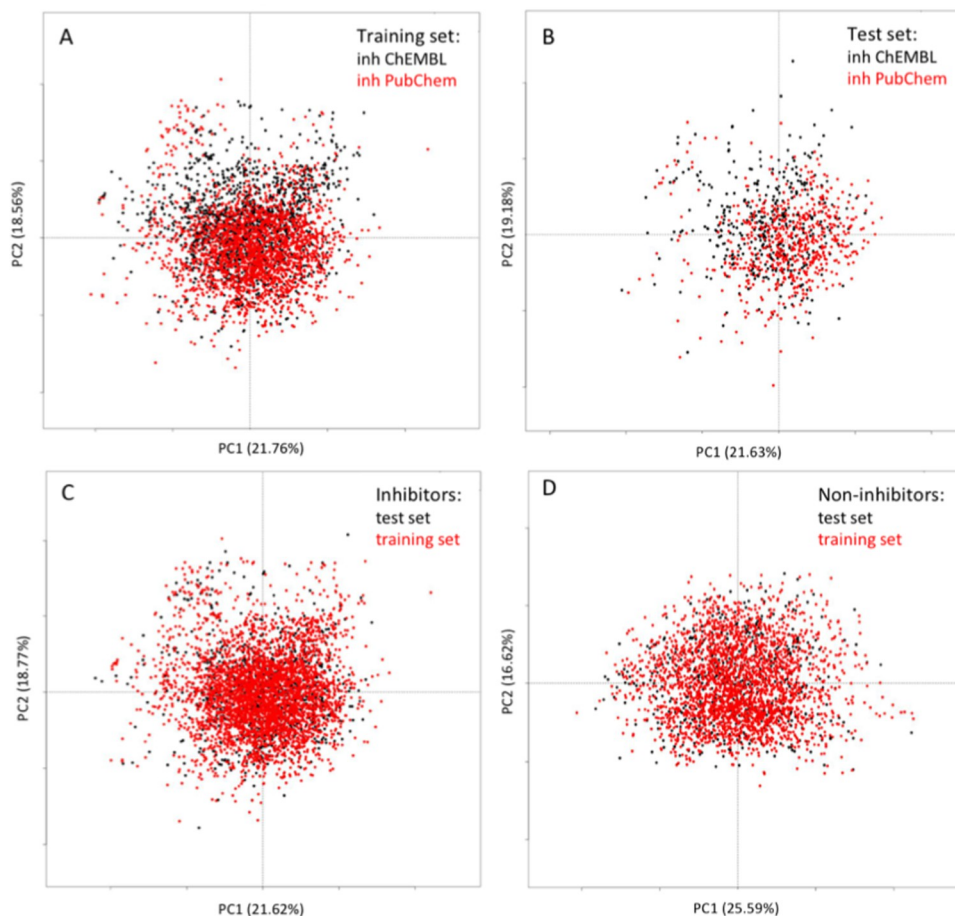 A
Training set:
inh ChEMBL
inh PubChem
PC2 (18.56%)
PC1 (21.76%)
B
Test set:
inh ChEMBL
inh PubChem
PC2 (19.18%)
PC1 (21.63%)
C
Inhibitors:
test set
training set
PC2 (18.77%)
PC1 (21.62%)
D
Non-inhibitors:
test set
training set
PC2 (16.62%)
PC1 (25.59%)